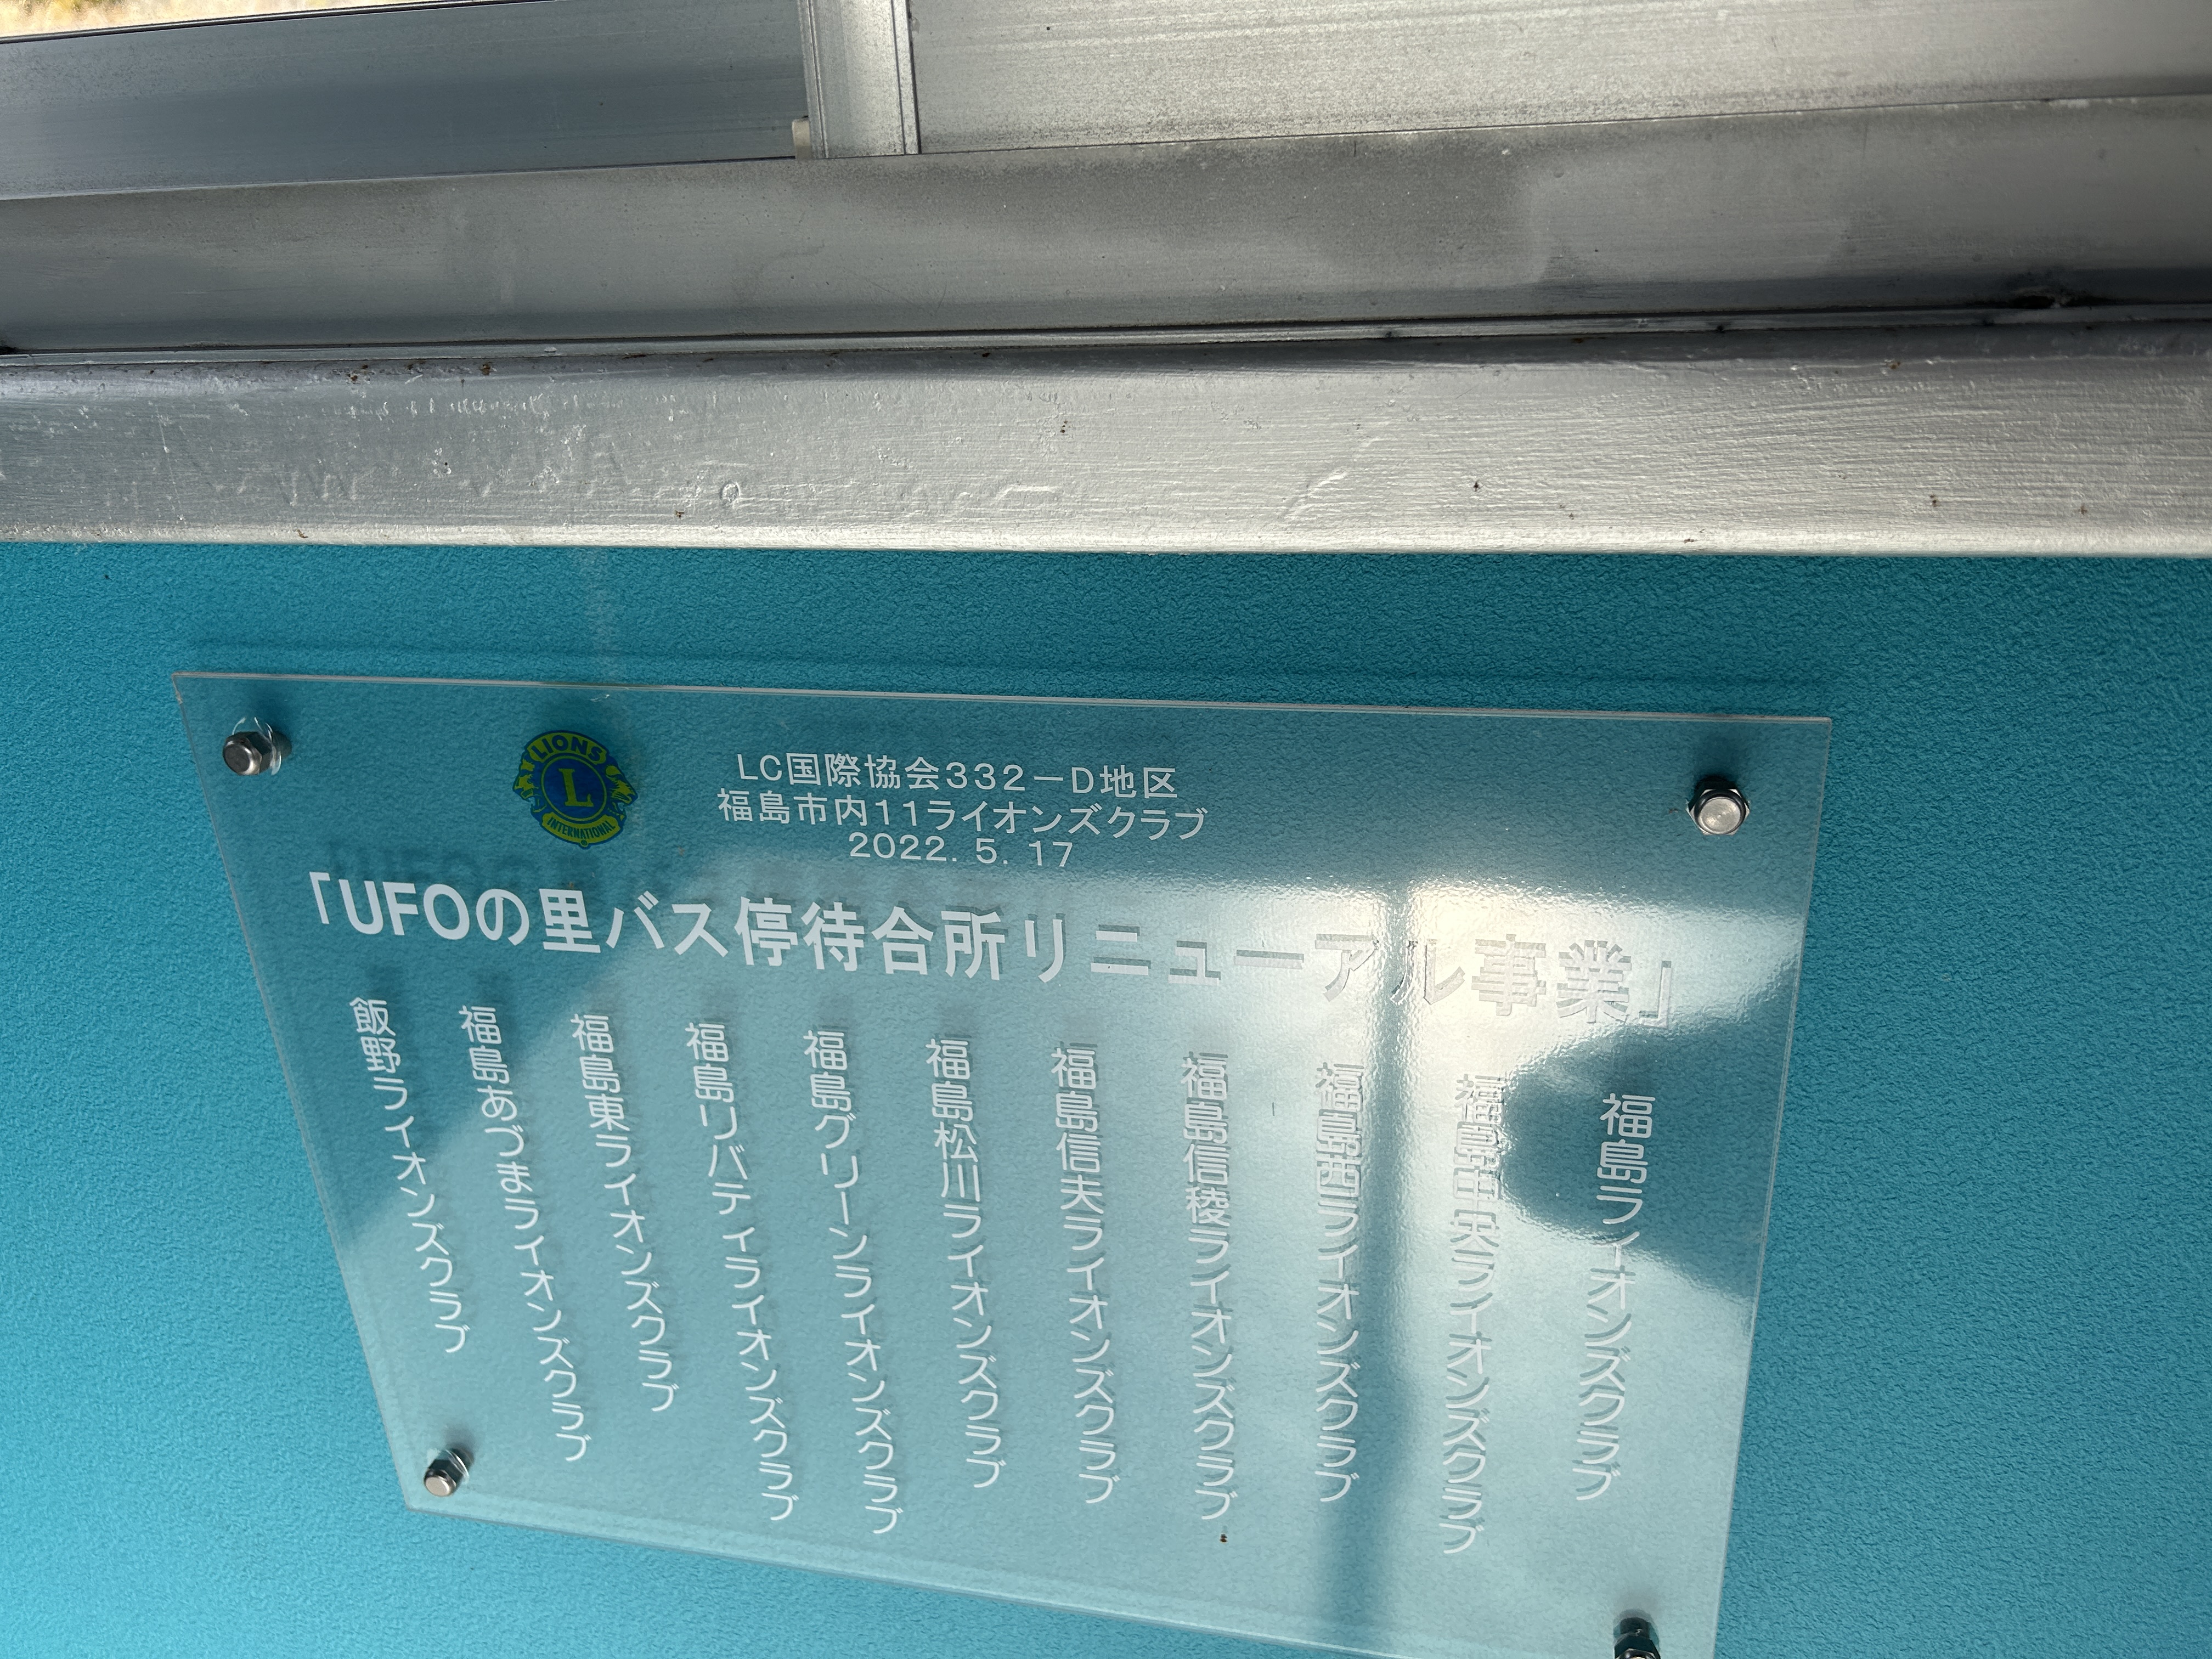 LIONS
L
INTERNATIONAL
LC国際協会332－D地区
福島市内11ライオンズクラブ
2022. 5. 17
「UFOの里バス停待合所リニューアル事業」
福島ライオンズクラブ
福島中央ライオンズクラブ
福島西ライオンズクラブ
福島信陵ライオンズクラブ
福島信夫ライオンズクラブ
福島松川ライオンズクラブ
福島グリーンライオンズクラブ
福島リバティライオンズクラブ
福島東ライオンズクラブ
福島あづまライオンズクラブ
飯野ライオンズクラブ